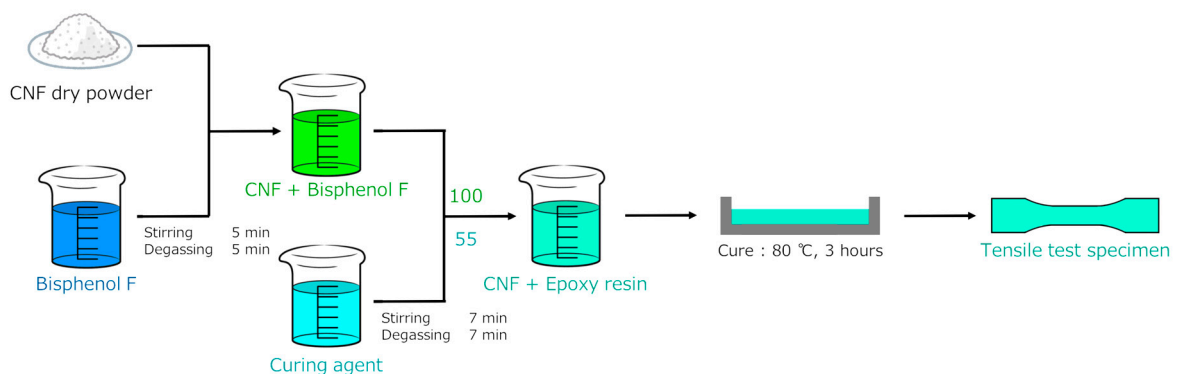 CNF dry powder
Bisphenol F
Stirring 5 min
Degassing 5 min
CNF + Bisphenol F
Curing agent
100
55
Stirring 7 min
Degassing 7 min
CNF + Epoxy resin
Cure : 80 ℃, 3 hours
Tensile test specimen